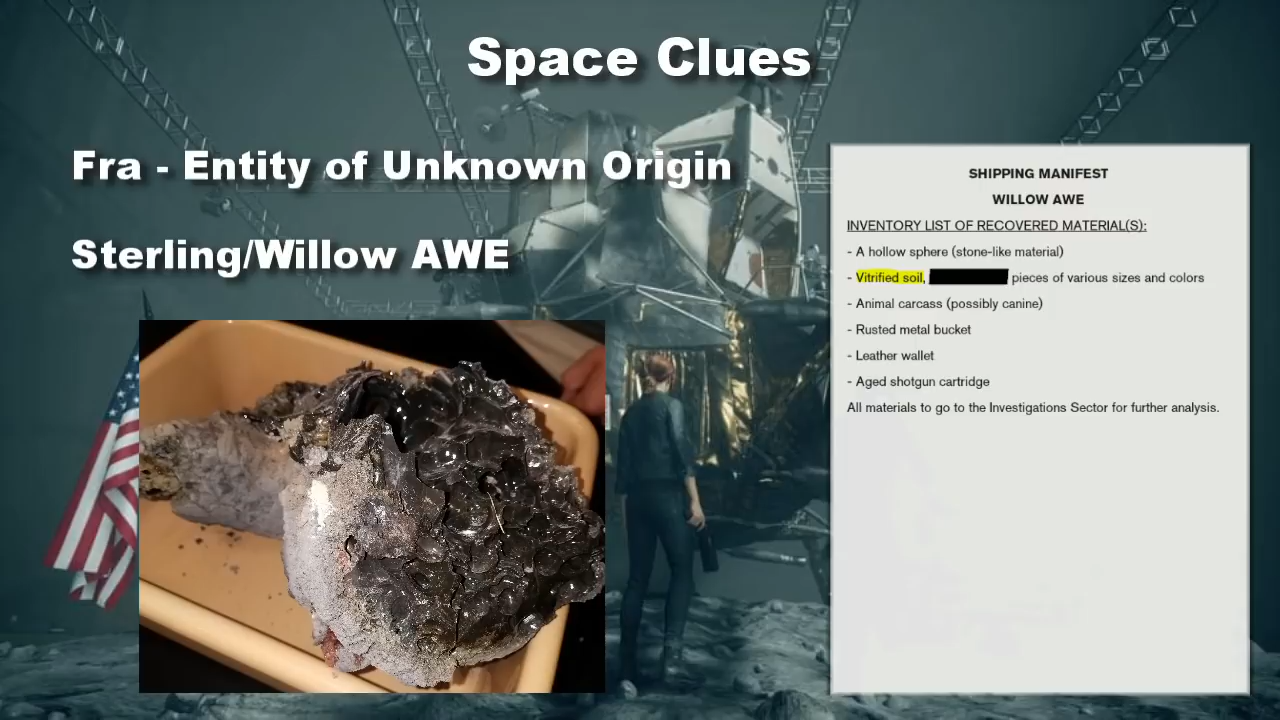 Space Clues
Fra - Entity of Unknown Origin
Sterling/Willow AWE
SHIPPING MANIFEST
WILLOW AWE
INVENTORY LIST OF RECOVERED MATERIAL(S):
- A hollow sphere (stone-like material)
- Vitrified soil, pieces of various sizes and colors
- Animal carcass (possibly canine)
- Rusted metal bucket
- Leather wallet
- Aged shotgun cartridge
All materials to go to the Investigations Sector for further analysis.